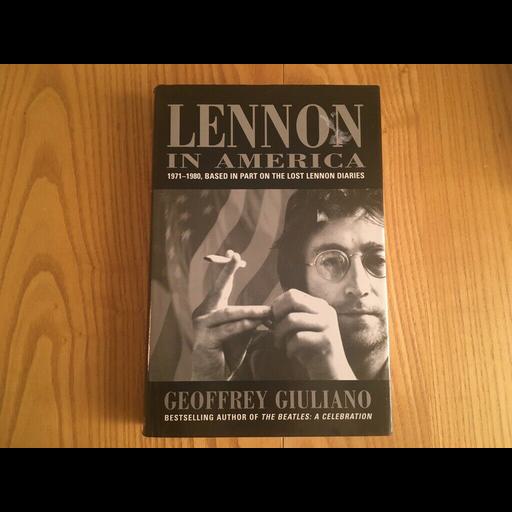 LENNON
IN AMERICA
1971–1980, BASED IN PART ON THE LOST LENNON DIARIES
GEOFFREY GIULIANO
BESTSELLING AUTHOR OF THE BEATLES: A CELEBRATION